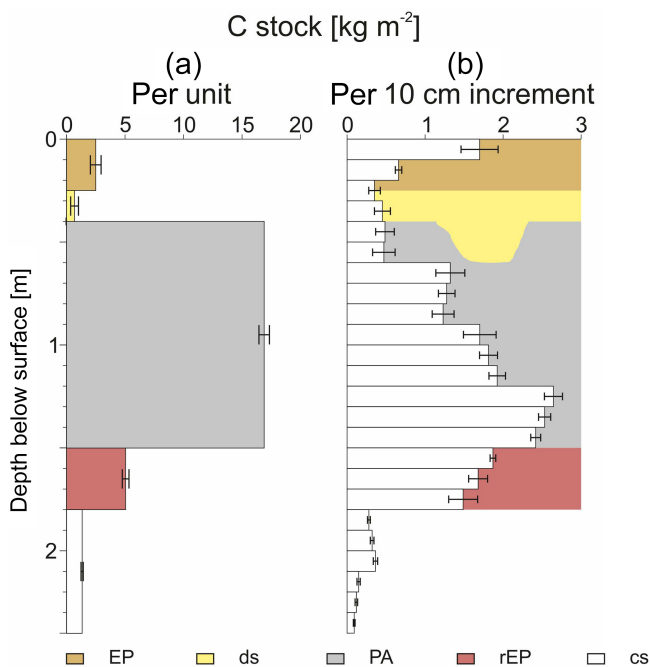 C stock [kg m-2]
(a) (b)
Per unit Per 10 cm increment
0 5 10 15 20 0 1 2 3
0
1
2
Depth below surface [m]
EP ds PA rEP cs